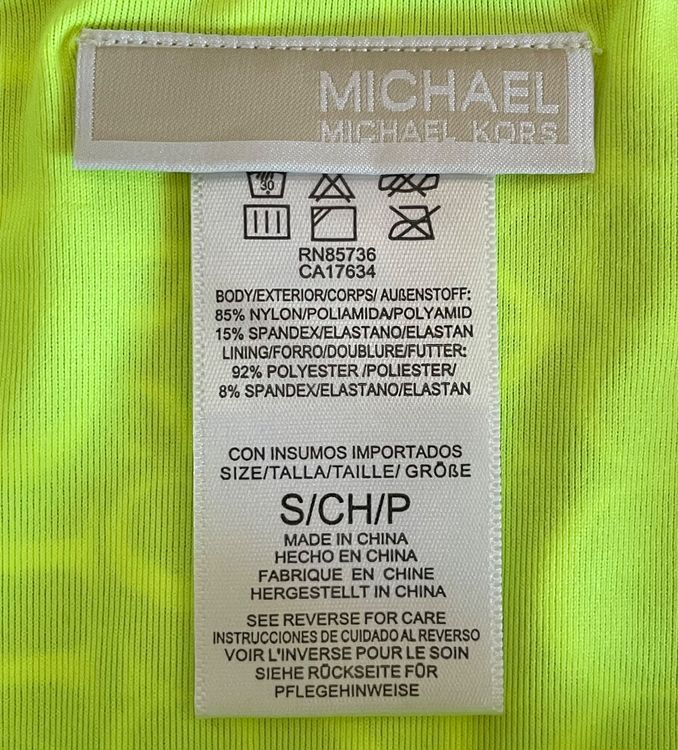 MICHAEL
MICHAEL KORS
30
RN85736
CA17634
BODY/EXTERIOR/CORPS/ AUßENSTOFF:
85% NYLON/POLIAMIDA/POLYAMID
15% SPANDEX/ELASTANO/ELASTAN
LINING/FORRO/DOUBLURE/FUTTER:
92% POLYESTER /POLIESTER/
8% SPANDEX/ELASTANO/ELASTAN
CON INSUMOS IMPORTADOS
SIZE/TALLA/TAILLE/ GRÖßE
S/CH/P
MADE IN CHINA
HECHO EN CHINA
FABRIQUE EN CHINE
HERGESTELLT IN CHINA
SEE REVERSE FOR CARE
INSTRUCCIONES DE CUIDADO AL REVERSO
VOIR L'INVERSE POUR LE SOIN
SIEHE RÜCKSEITE FÜR
PFLEGEHINWEISE